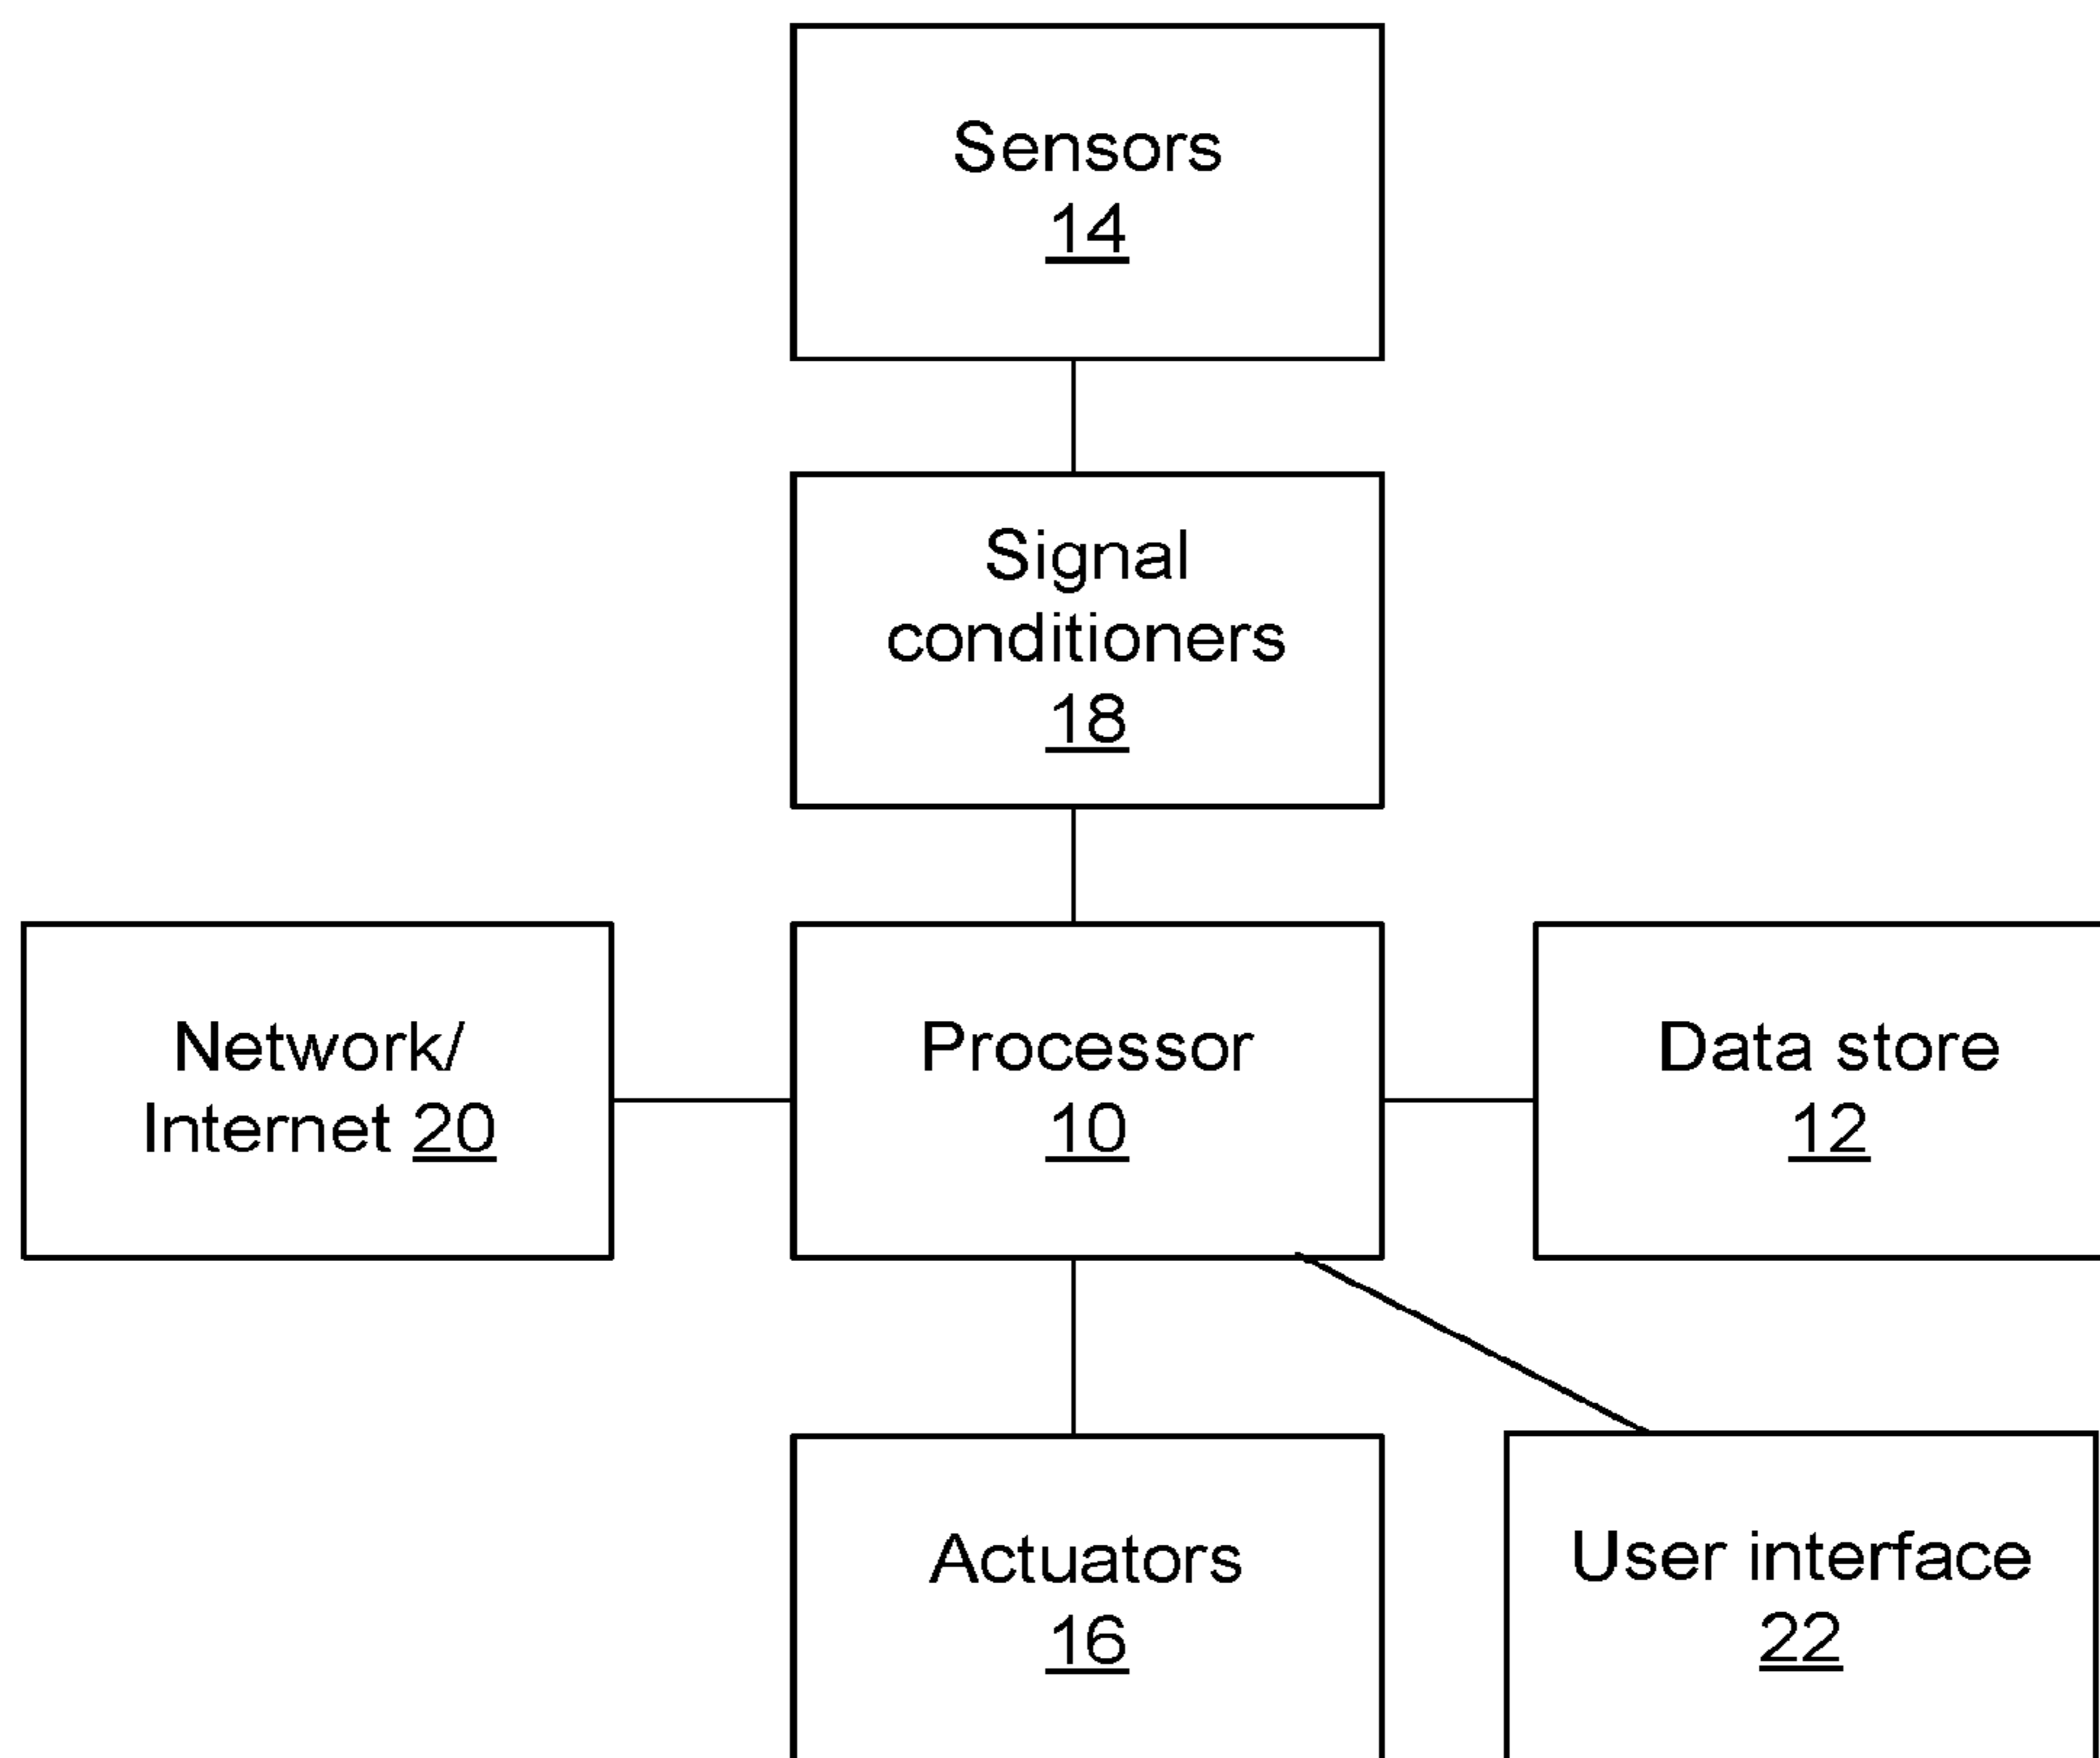 Sensors
14
Signal
conditioners
18
Network/
Internet 20
Processor
10
Data store
12
Actuators
16
User interface
22